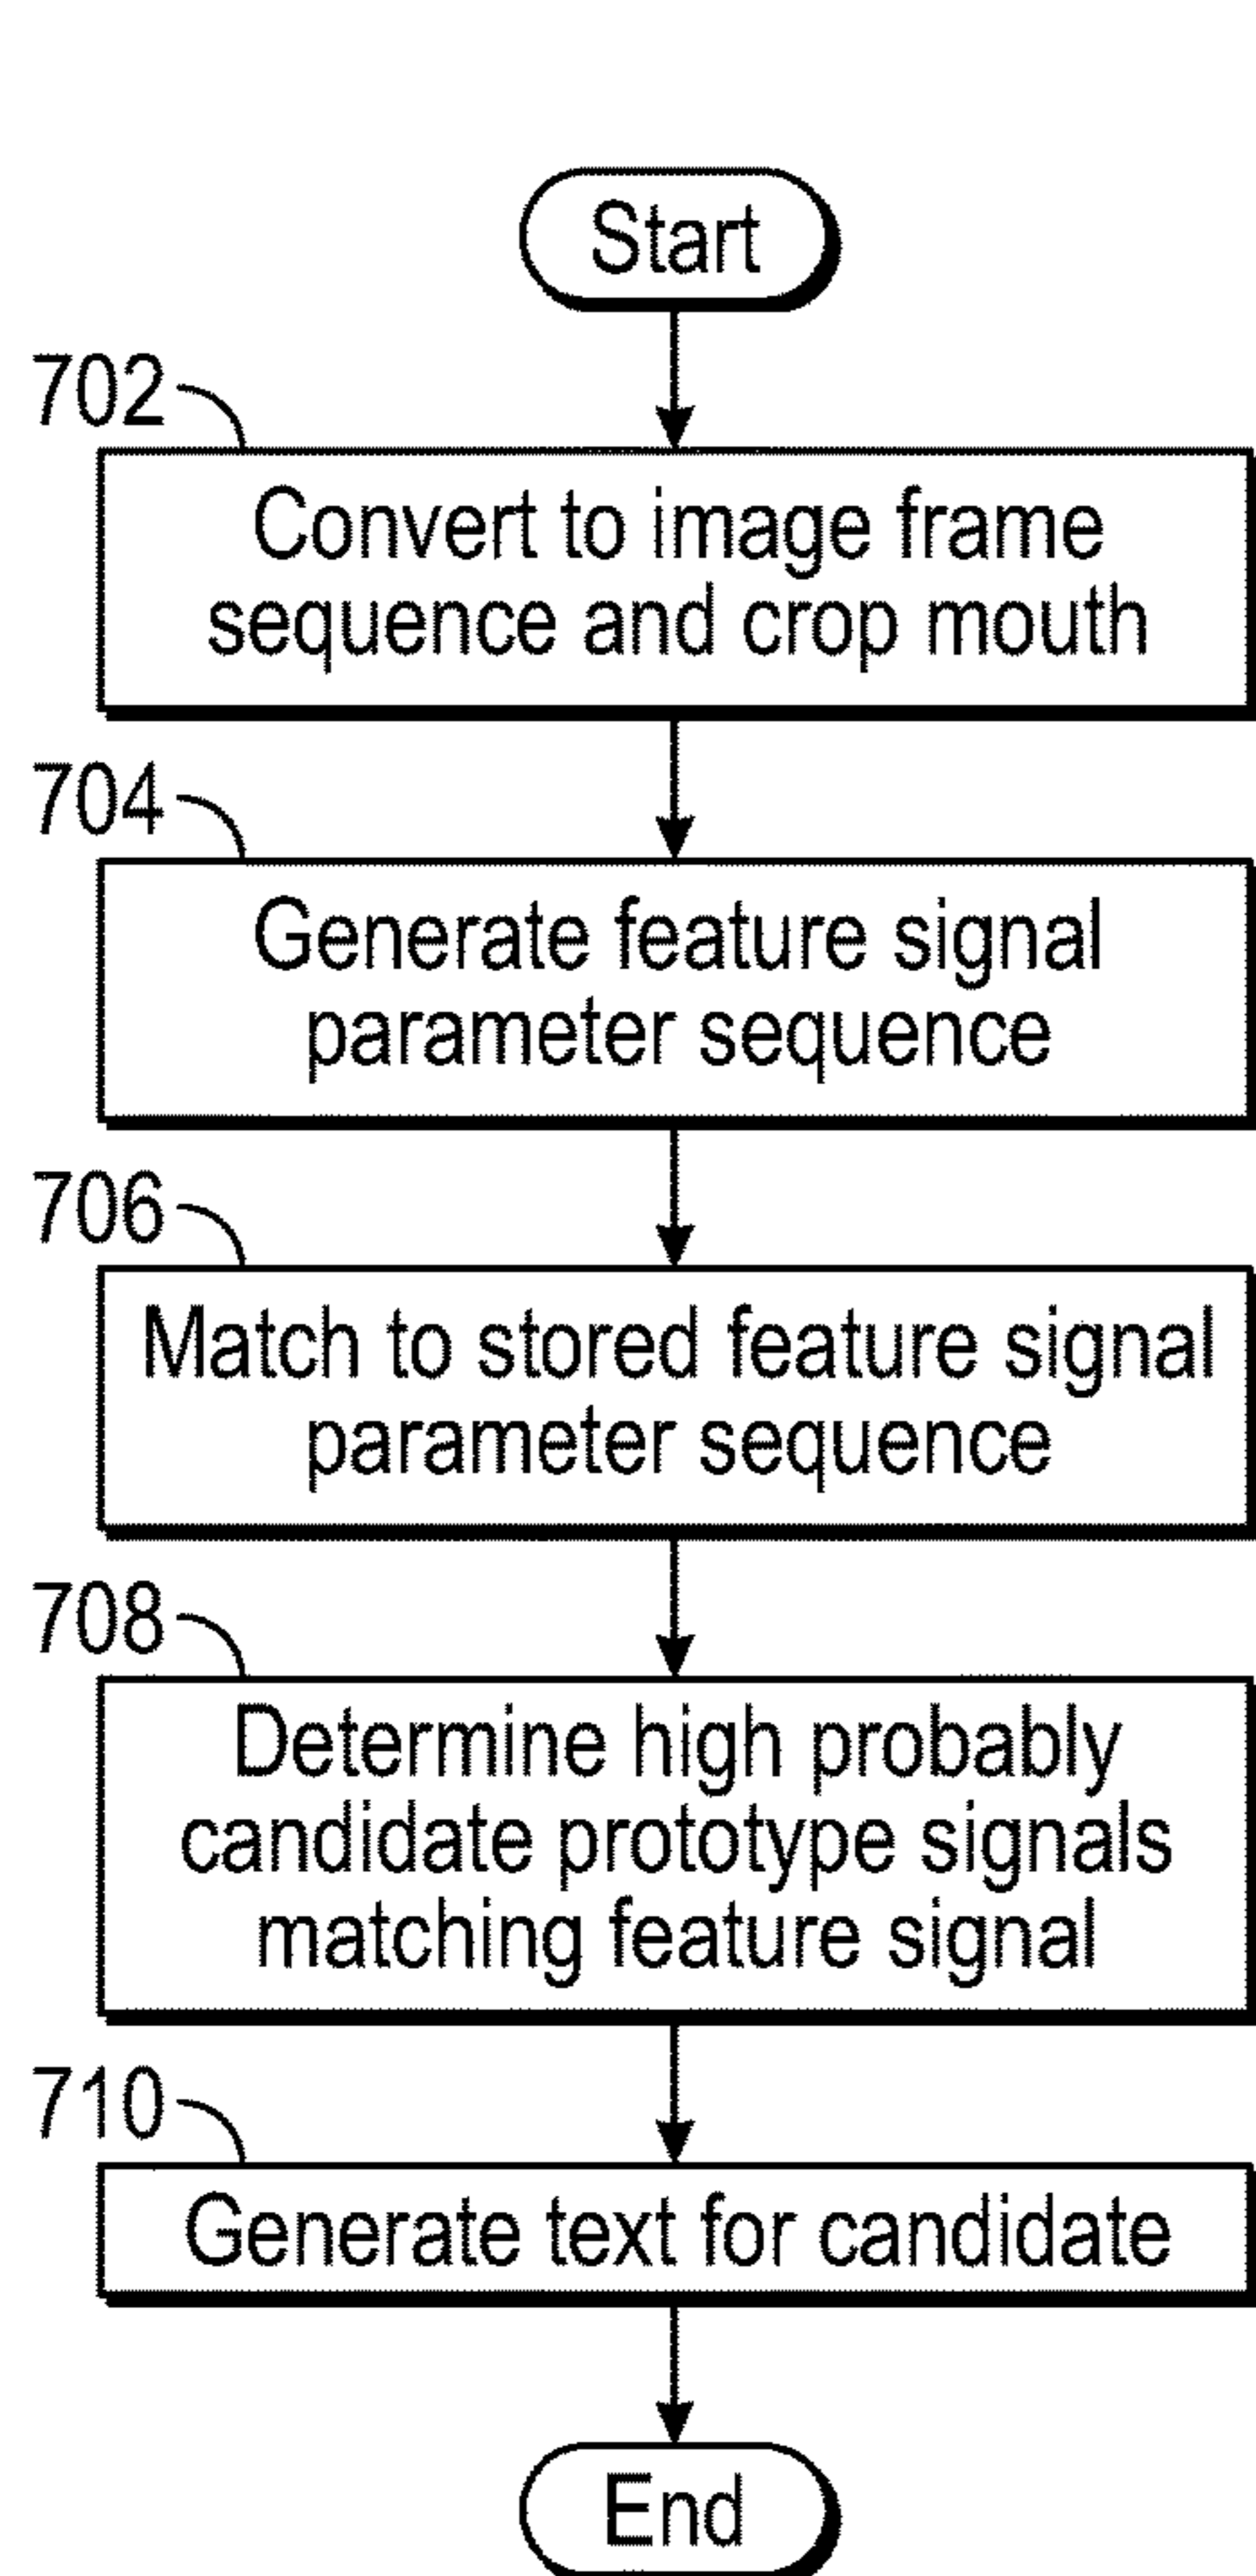 Start
702
Convert to image frame
sequence and crop mouth
704
Generate feature signal
parameter sequence
706
Match to stored feature signal
parameter sequence
708
Determine high probably
candidate prototype signals
matching feature signal
710
Generate text for candidate
End